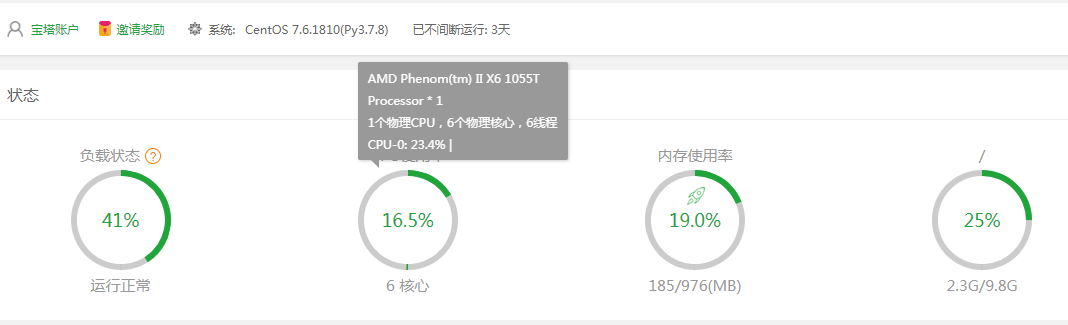 宝塔账户 邀请奖励 系统: CentOS 7.6.1810(Py3.7.8) 已不间断运行: 3天
状态
AMD Phenom(tm) II X6 1055T
Processor * 1
1个物理CPU，6个物理核心，6线程
CPU-0: 23.4% |
负载状态 ? 内存使用率 /
41% 16.5% 19.0% 25%
运行正常 6 核心 185/976(MB) 2.3G/9.8G